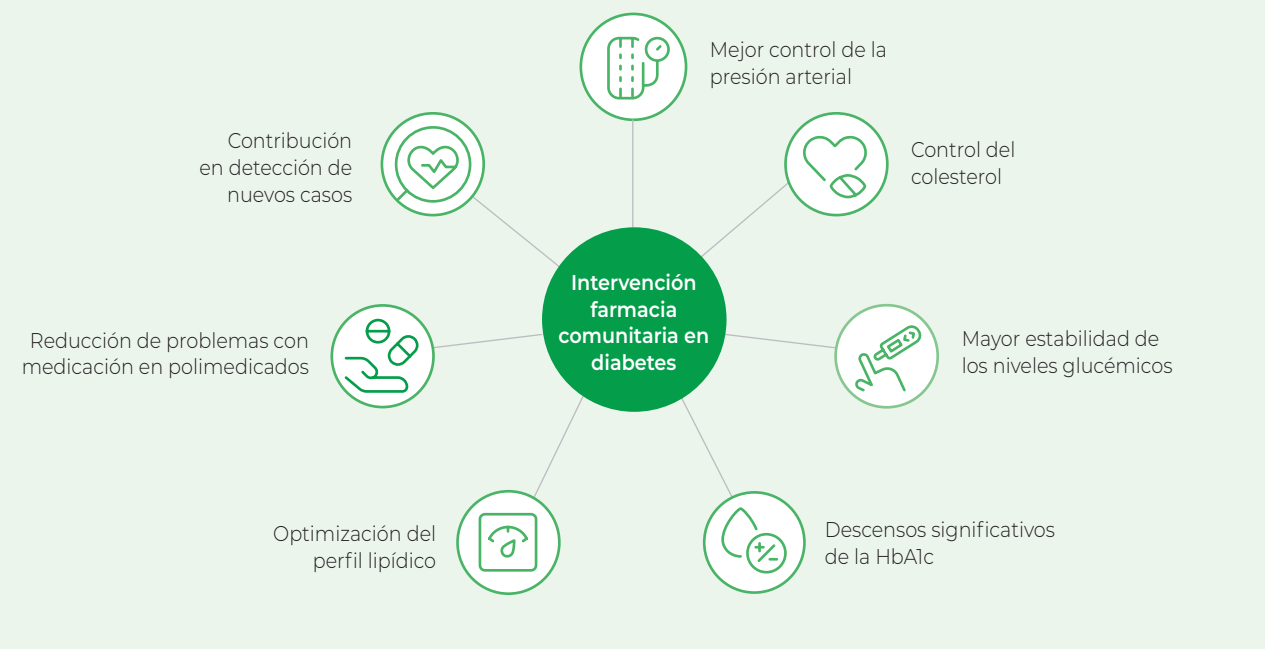 Mejor control de la
presión arterial
Contribución
en detección de
nuevos casos
Control del
colesterol
Intervención
farmacia
comunitaria en
diabetes
Reducción de problemas con
medicación en polimedicados
Mayor estabilidad de
los niveles glucémicos
Optimización del
perfil lipídico
Descensos significativos
de la HbA1c